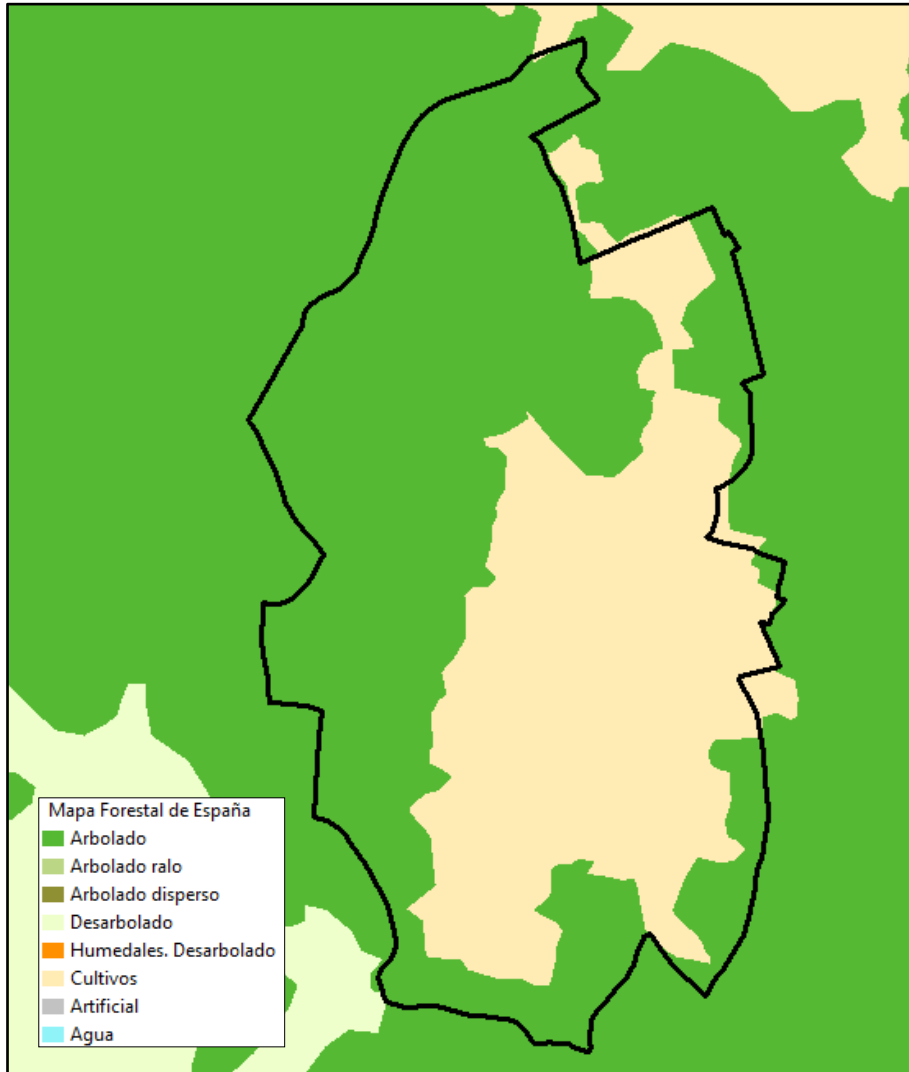 Mapa Forestal de España
Arbolado
Arbolado ralo
Arbolado disperso
Desarbolado
Humedales. Desarbolado
Cultivos
Artificial
Agua